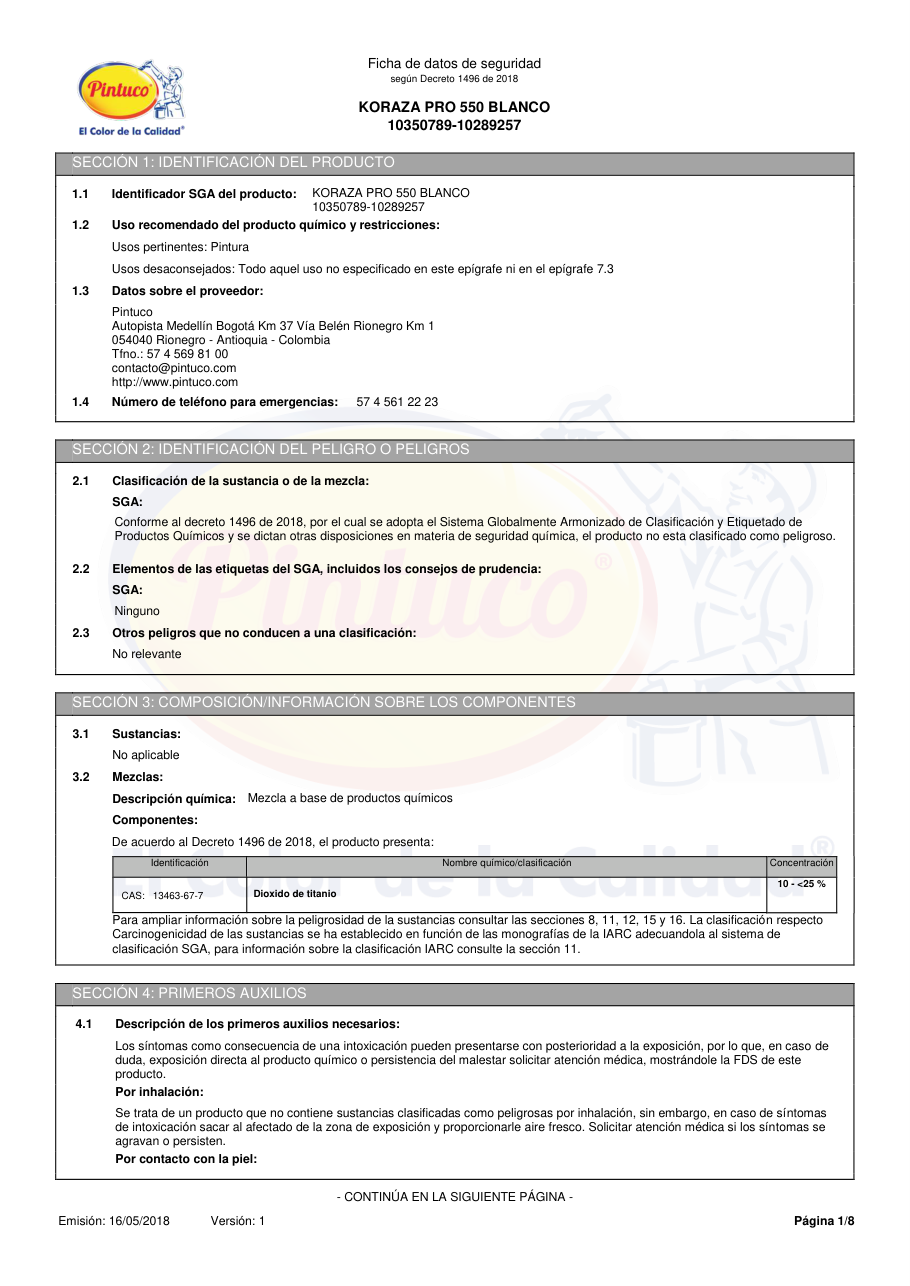 Pintuco®
El Color de la Calidad®
Ficha de datos de seguridad
según Decreto 1496 de 2018
KORAZA PRO 550 BLANCO
10350789-10289257
SECCIÓN 1: IDENTIFICACIÓN DEL PRODUCTO
1.1 Identificador SGA del producto: KORAZA PRO 550 BLANCO
10350789-10289257
1.2 Uso recomendado del producto químico y restricciones:
Usos pertinentes: Pintura
Usos desaconsejados: Todo aquel uso no especificado en este epígrafe ni en el epígrafe 7.3
1.3 Datos sobre el proveedor:
Pintuco
Autopista Medellín Bogotá Km 37 Vía Belén Rionegro Km 1
054040 Rionegro - Antioquia - Colombia
Tfno.: 57 4 569 81 00
contacto@pintuco.com
http://www.pintuco.com
1.4 Número de teléfono para emergencias: 57 4 561 22 23
SECCIÓN 2: IDENTIFICACIÓN DEL PELIGRO O PELIGROS
2.1 Clasificación de la sustancia o de la mezcla:
SGA:
Conforme al decreto 1496 de 2018, por el cual se adopta el Sistema Globalmente Armonizado de Clasificación y Etiquetado de
Productos Químicos y se dictan otras disposiciones en materia de seguridad química, el producto no esta clasificado como peligroso.
2.2 Elementos de las etiquetas del SGA, incluidos los consejos de prudencia:
SGA:
Ninguno
2.3 Otros peligros que no conducen a una clasificación:
No relevante
Pintuco®
SECCIÓN 3: COMPOSICIÓN/INFORMACIÓN SOBRE LOS COMPONENTES
3.1 Sustancias:
No aplicable
3.2 Mezclas:
Descripción química: Mezcla a base de productos químicos
Componentes:
De acuerdo al Decreto 1496 de 2018, el producto presenta:
Identificación Nombre químico/clasificación Concentración
CAS: 13463-67-7 Dioxido de titanio 10 - <25 %
El Color de la Calidad®
Para ampliar información sobre la peligrosidad de la sustancias consultar las secciones 8, 11, 12, 15 y 16. La clasificación respecto
Carcinogenicidad de las sustancias se ha establecido en función de las monografías de la IARC adecuandola al sistema de
clasificación SGA, para información sobre la clasificación IARC consulte la sección 11.
SECCIÓN 4: PRIMEROS AUXILIOS
4.1 Descripción de los primeros auxilios necesarios:
Los síntomas como consecuencia de una intoxicación pueden presentarse con posterioridad a la exposición, por lo que, en caso de
duda, exposición directa al producto químico o persistencia del malestar solicitar atención médica, mostrándole la FDS de este
producto.
Por inhalación:
Se trata de un producto que no contiene sustancias clasificadas como peligrosas por inhalación, sin embargo, en caso de síntomas
de intoxicación sacar al afectado de la zona de exposición y proporcionarle aire fresco. Solicitar atención médica si los síntomas se
agravan o persisten.
Por contacto con la piel:
- CONTINÚA EN LA SIGUIENTE PÁGINA -
Emisión: 16/05/2018 Versión: 1 Página 1/8